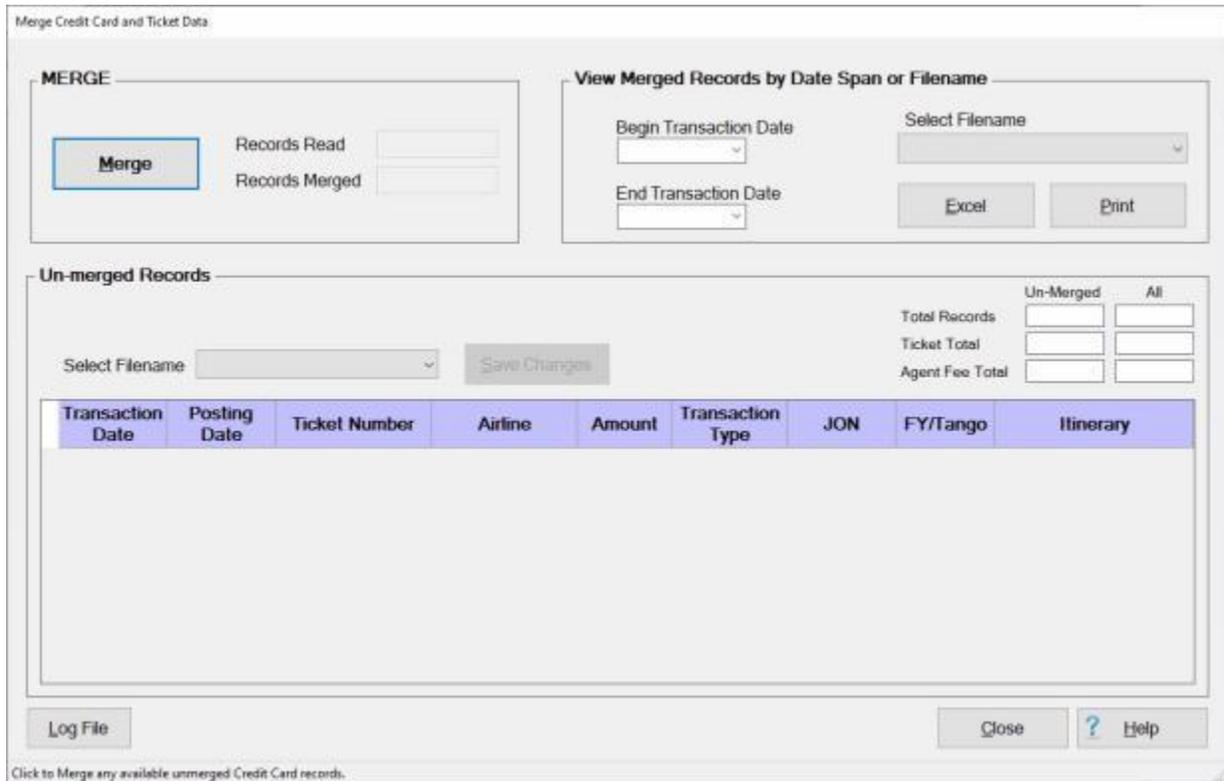 Merge Credit Card and Ticket Data
MERGE
Merge
Records Read
Records Merged
View Merged Records by Date Span or Filename
Begin Transaction Date
Select Filename
End Transaction Date
Excel
Print
Un-merged Records
Un-Merged All
Total Records
Ticket Total
Agent Fee Total
Select Filename
Save Changes
Transaction Date
Posting Date
Ticket Number
Airline
Amount
Transaction Type
JON
FY/Tango
Itinerary
Log File
Close
? Help
Click to Merge any available unmerged Credit Card records.